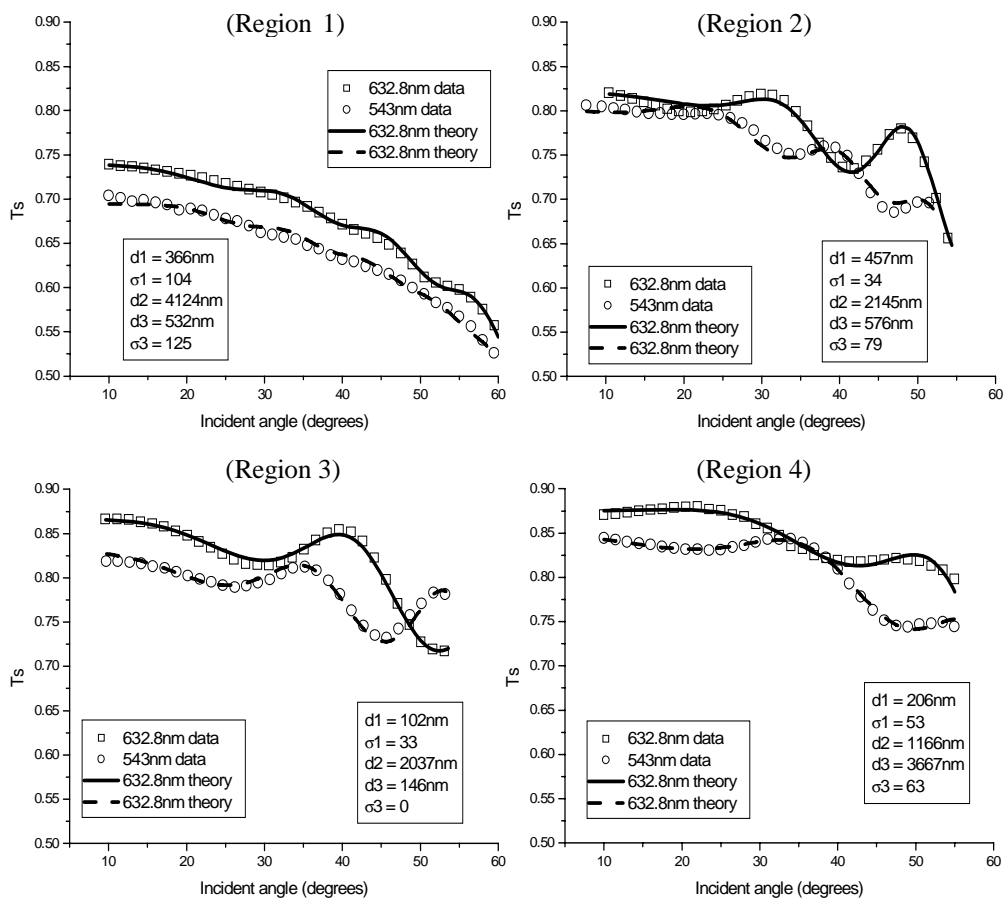 (Region 1)
0.90
0.85
0.80
0.75
0.70
0.65
0.60
0.55
0.50
Ts
632.8nm data
543nm data
632.8nm theory
632.8nm theory
d1 = 366nm
σ1 = 104
d2 = 4124nm
d3 = 532nm
σ3 = 125
10 20 30 40 50 60
Incident angle (degrees)
(Region 2)
0.90
0.85
0.80
0.75
0.70
0.65
0.60
0.55
0.50
Ts
632.8nm data
543nm data
632.8nm theory
632.8nm theory
d1 = 457nm
σ1 = 34
d2 = 2145nm
d3 = 576nm
σ3 = 79
10 20 30 40 50 60
Incident angle (degrees)
(Region 3)
0.90
0.85
0.80
0.75
0.70
0.65
0.60
0.55
0.50
Ts
632.8nm data
543nm data
632.8nm theory
632.8nm theory
d1 = 102nm
σ1 = 33
d2 = 2037nm
d3 = 146nm
σ3 = 0
10 20 30 40 50 60
Incident angle (degrees)
(Region 4)
0.90
0.85
0.80
0.75
0.70
0.65
0.60
0.55
0.50
Ts
632.8nm data
543nm data
632.8nm theory
632.8nm theory
d1 = 206nm
σ1 = 53
d2 = 1166nm
d3 = 3667nm
σ3 = 63
10 20 30 40 50 60
Incident angle (degrees)